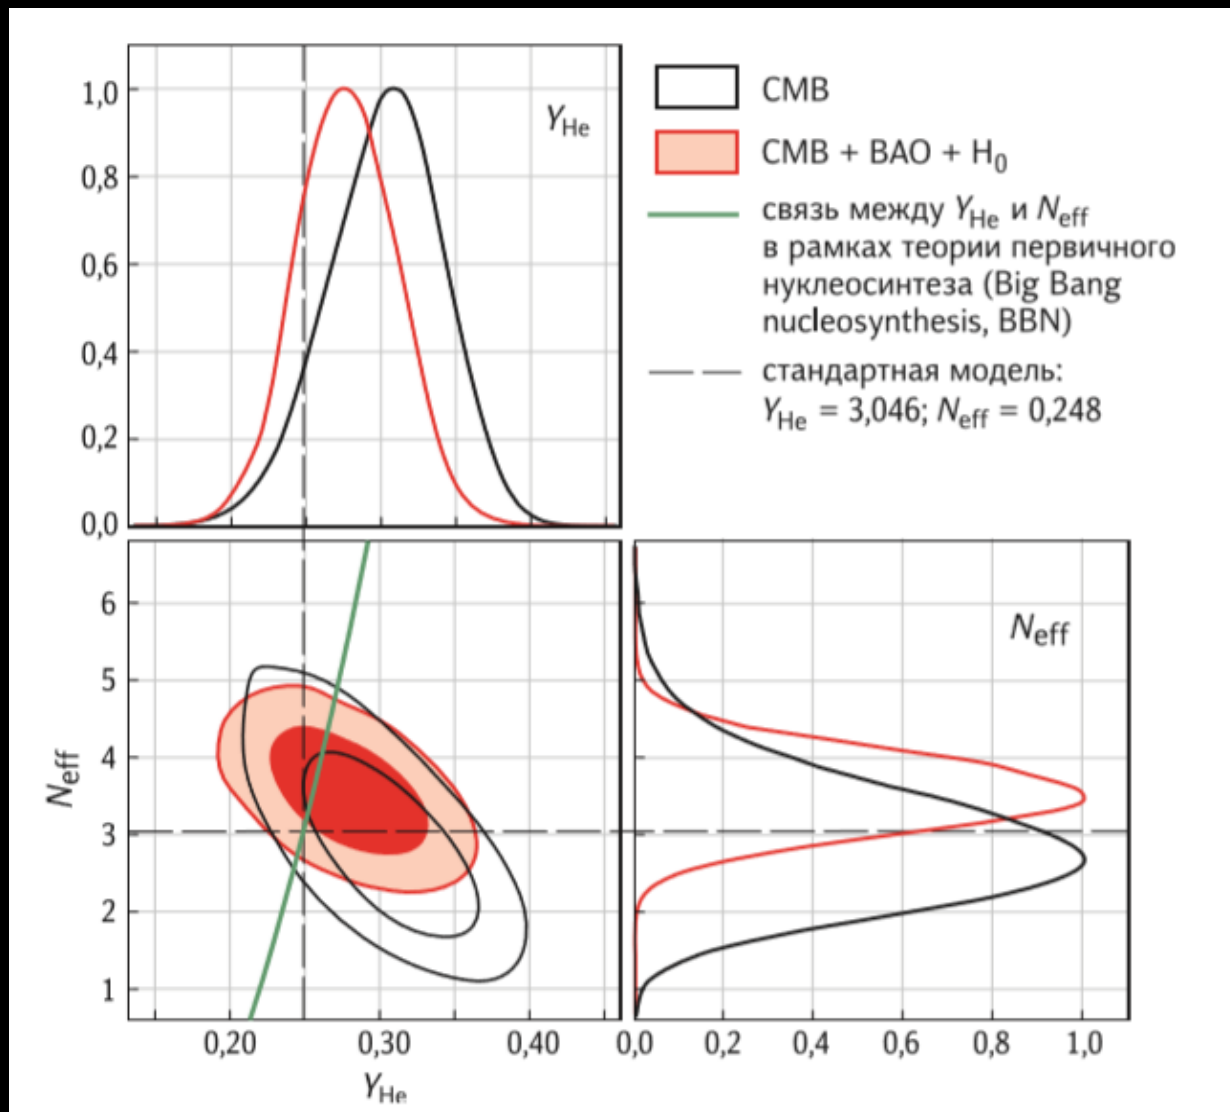 1,0
0,8
0,6
0,4
0,2
0,0
Y_He
CMB
CMB + BAO + H_0
связь между Y_He и N_eff
в рамках теории первичного
нуклеосинтеза (Big Bang
nucleosynthesis, BBN)
стандартная модель:
Y_He = 3,046; N_eff = 0,248
6
5
4
3
2
1
N_eff
0,20
0,30
0,40
Y_He
N_eff
0,0
0,2
0,4
0,6
0,8
1,0